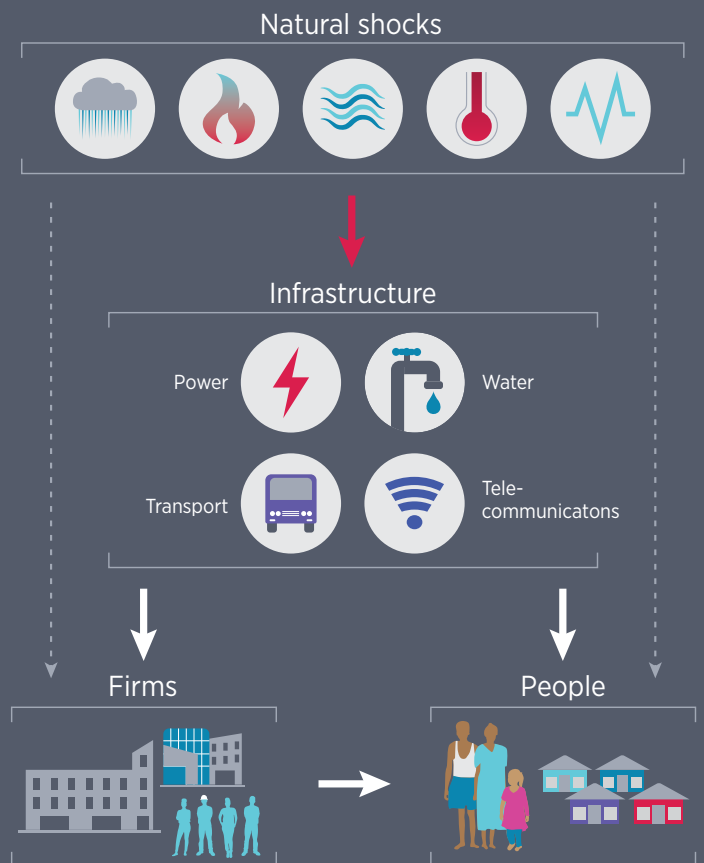 Natural shocks
Infrastructure
Power
Water
Transport
Tele-
communicatons
Firms
People